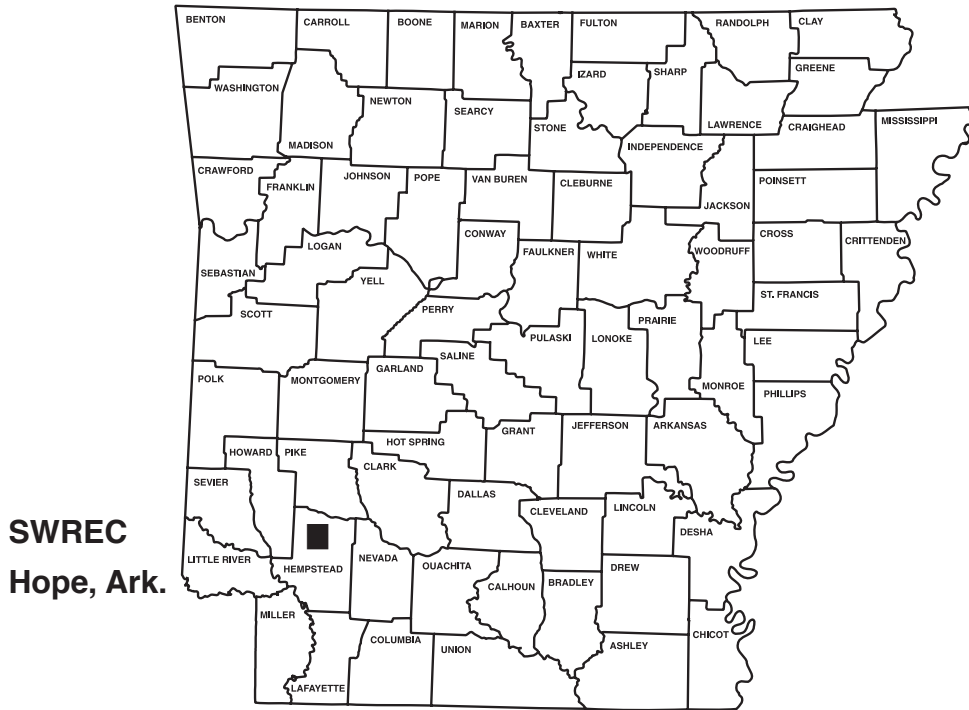 BENTON
CARROLL
BOONE
MARION
BAXTER
FULTON
RANDOLPH
CLAY
IZARD
SHARP
GREENE
WASHINGTON
NEWTON
SEARCY
STONE
LAWRENCE
CRAIGHEAD
MISSISSIPPI
MADISON
INDEPENDENCE
CRAWFORD
FRANKLIN
JOHNSON
POPE
VAN BUREN
CLEBURNE
JACKSON
POINSETT
LOGAN
CONWAY
FAULKNER
WHITE
WOODRUFF
CROSS
CRITTENDEN
SEBASTIAN
YELL
ST. FRANCIS
SCOTT
PERRY
PULASKI
LONOKE
PRAIRIE
LEE
POLK
MONTGOMERY
GARLAND
SALINE
MONROE
PHILLIPS
HOWARD
PIKE
HOT SPRING
GRANT
JEFFERSON
ARKANSAS
SEVIER
CLARK
DALLAS
CLEVELAND
LINCOLN
DESHA
SWREC
Hope, Ark.
LITTLE RIVER
HEMPSTEAD
NEVADA
OUACHITA
CALHOUN
BRADLEY
DREW
MILLER
COLUMBIA
UNION
ASHLEY
CHICOT
LAFAYETTE